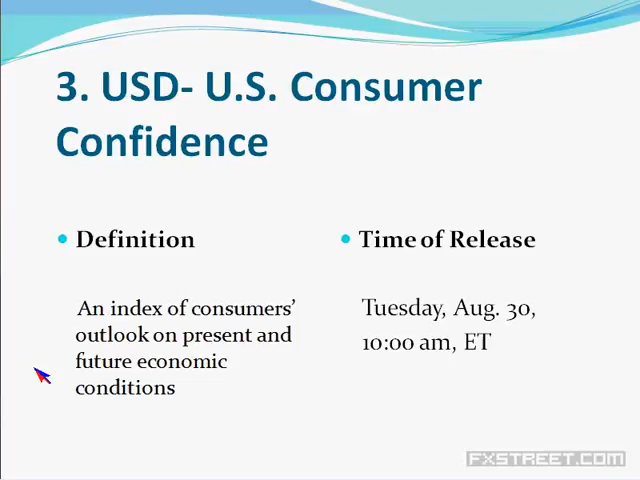 3. USD- U.S. Consumer
Confidence
Definition
An index of consumers’
outlook on present and
future economic
conditions
Time of Release
Tuesday, Aug. 30,
10:00 am, ET
FXSTREET.COM